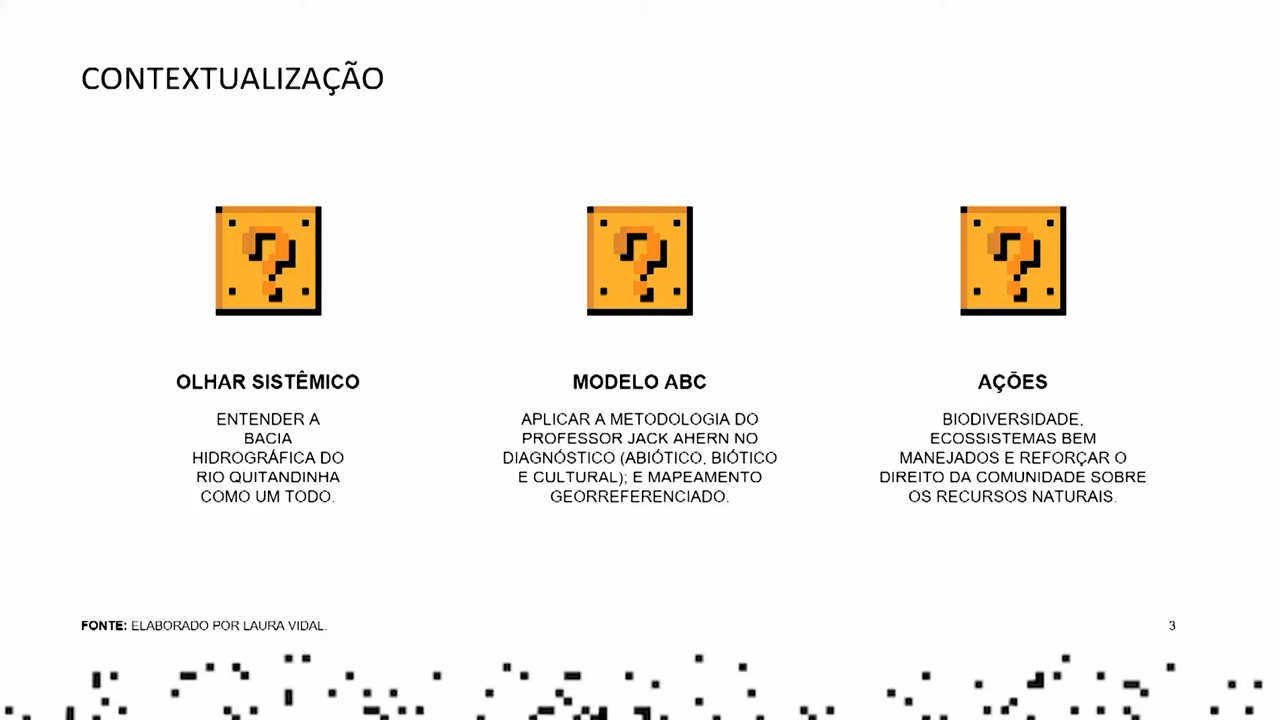 CONTEXTUALIZAÇÃO
?
?
?
OLHAR SISTÊMICO
ENTENDER A
BACIA
HIDROGRÁFICA DO
RIO QUITANDINHA
COMO UM TODO.
MODELO ABC
APLICAR A METODOLOGIA DO
PROFESSOR JACK AHERN NO
DIAGNÓSTICO (ABIÓTICO, BIÓTICO
E CULTURAL); E MAPEAMENTO
GEORREFERENCIADO.
AÇÕES
BIODIVERSIDADE,
ECOSSISTEMAS BEM
MANEJADOS E REFORÇAR O
DIREITO DA COMUNIDADE SOBRE
OS RECURSOS NATURAIS.
FONTE: ELABORADO POR LAURA VIDAL.
3